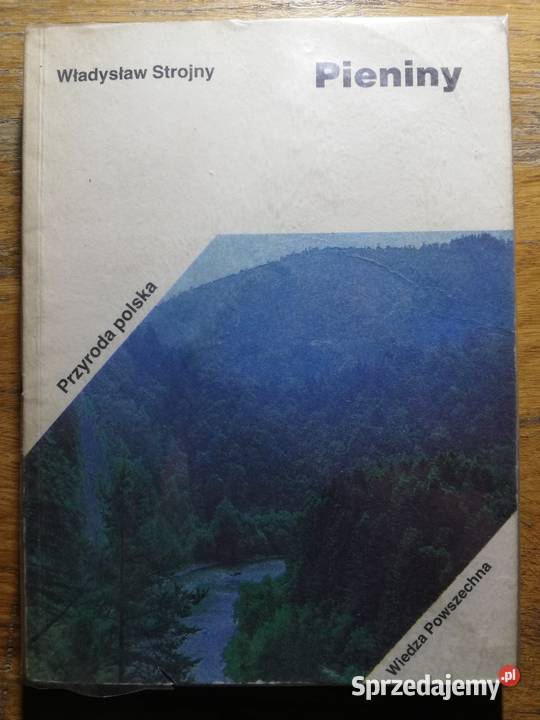 Władysław Strojny
Pieniny
Przyroda polska
Wiedza Powszechna
Sprzedajemy.pl